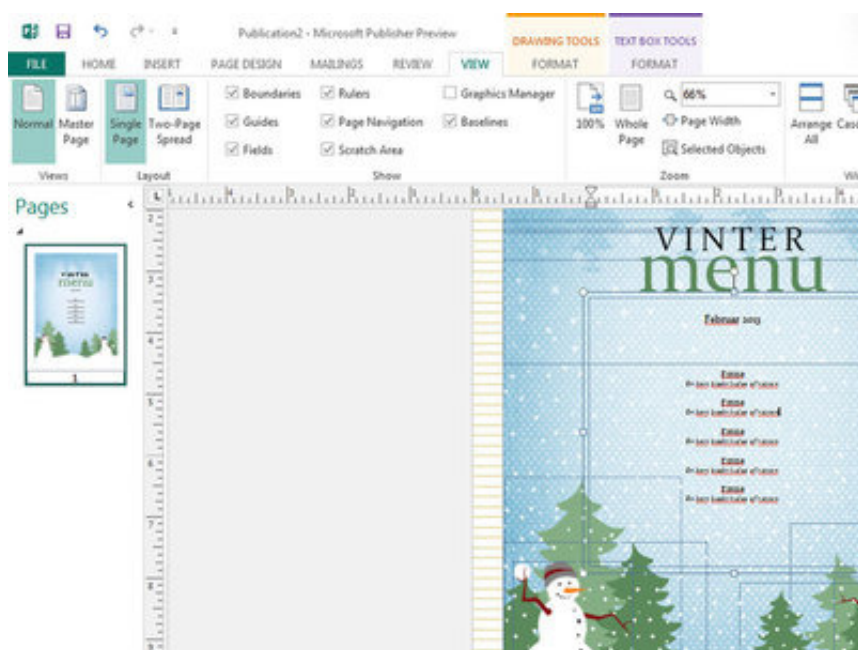 Publication2 - Microsoft Publisher Preview
DRAWING TOOLS
TEXT BOX TOOLS
FILE HOME INSERT PAGE DESIGN MAILINGS REVIEW VIEW FORMAT FORMAT
Normal
Master Page
Single Page
Two-Page Spread
Boundaries
Guides
Fields
Rulers
Page Navigation
Scratch Area
Graphics Manager
Baselines
100%
Whole Page
66%
Page Width
Selected Objects
Arrange All
Views
Layout
Show
Zoom
Pages
1
VINTER
menu
Februar 2013